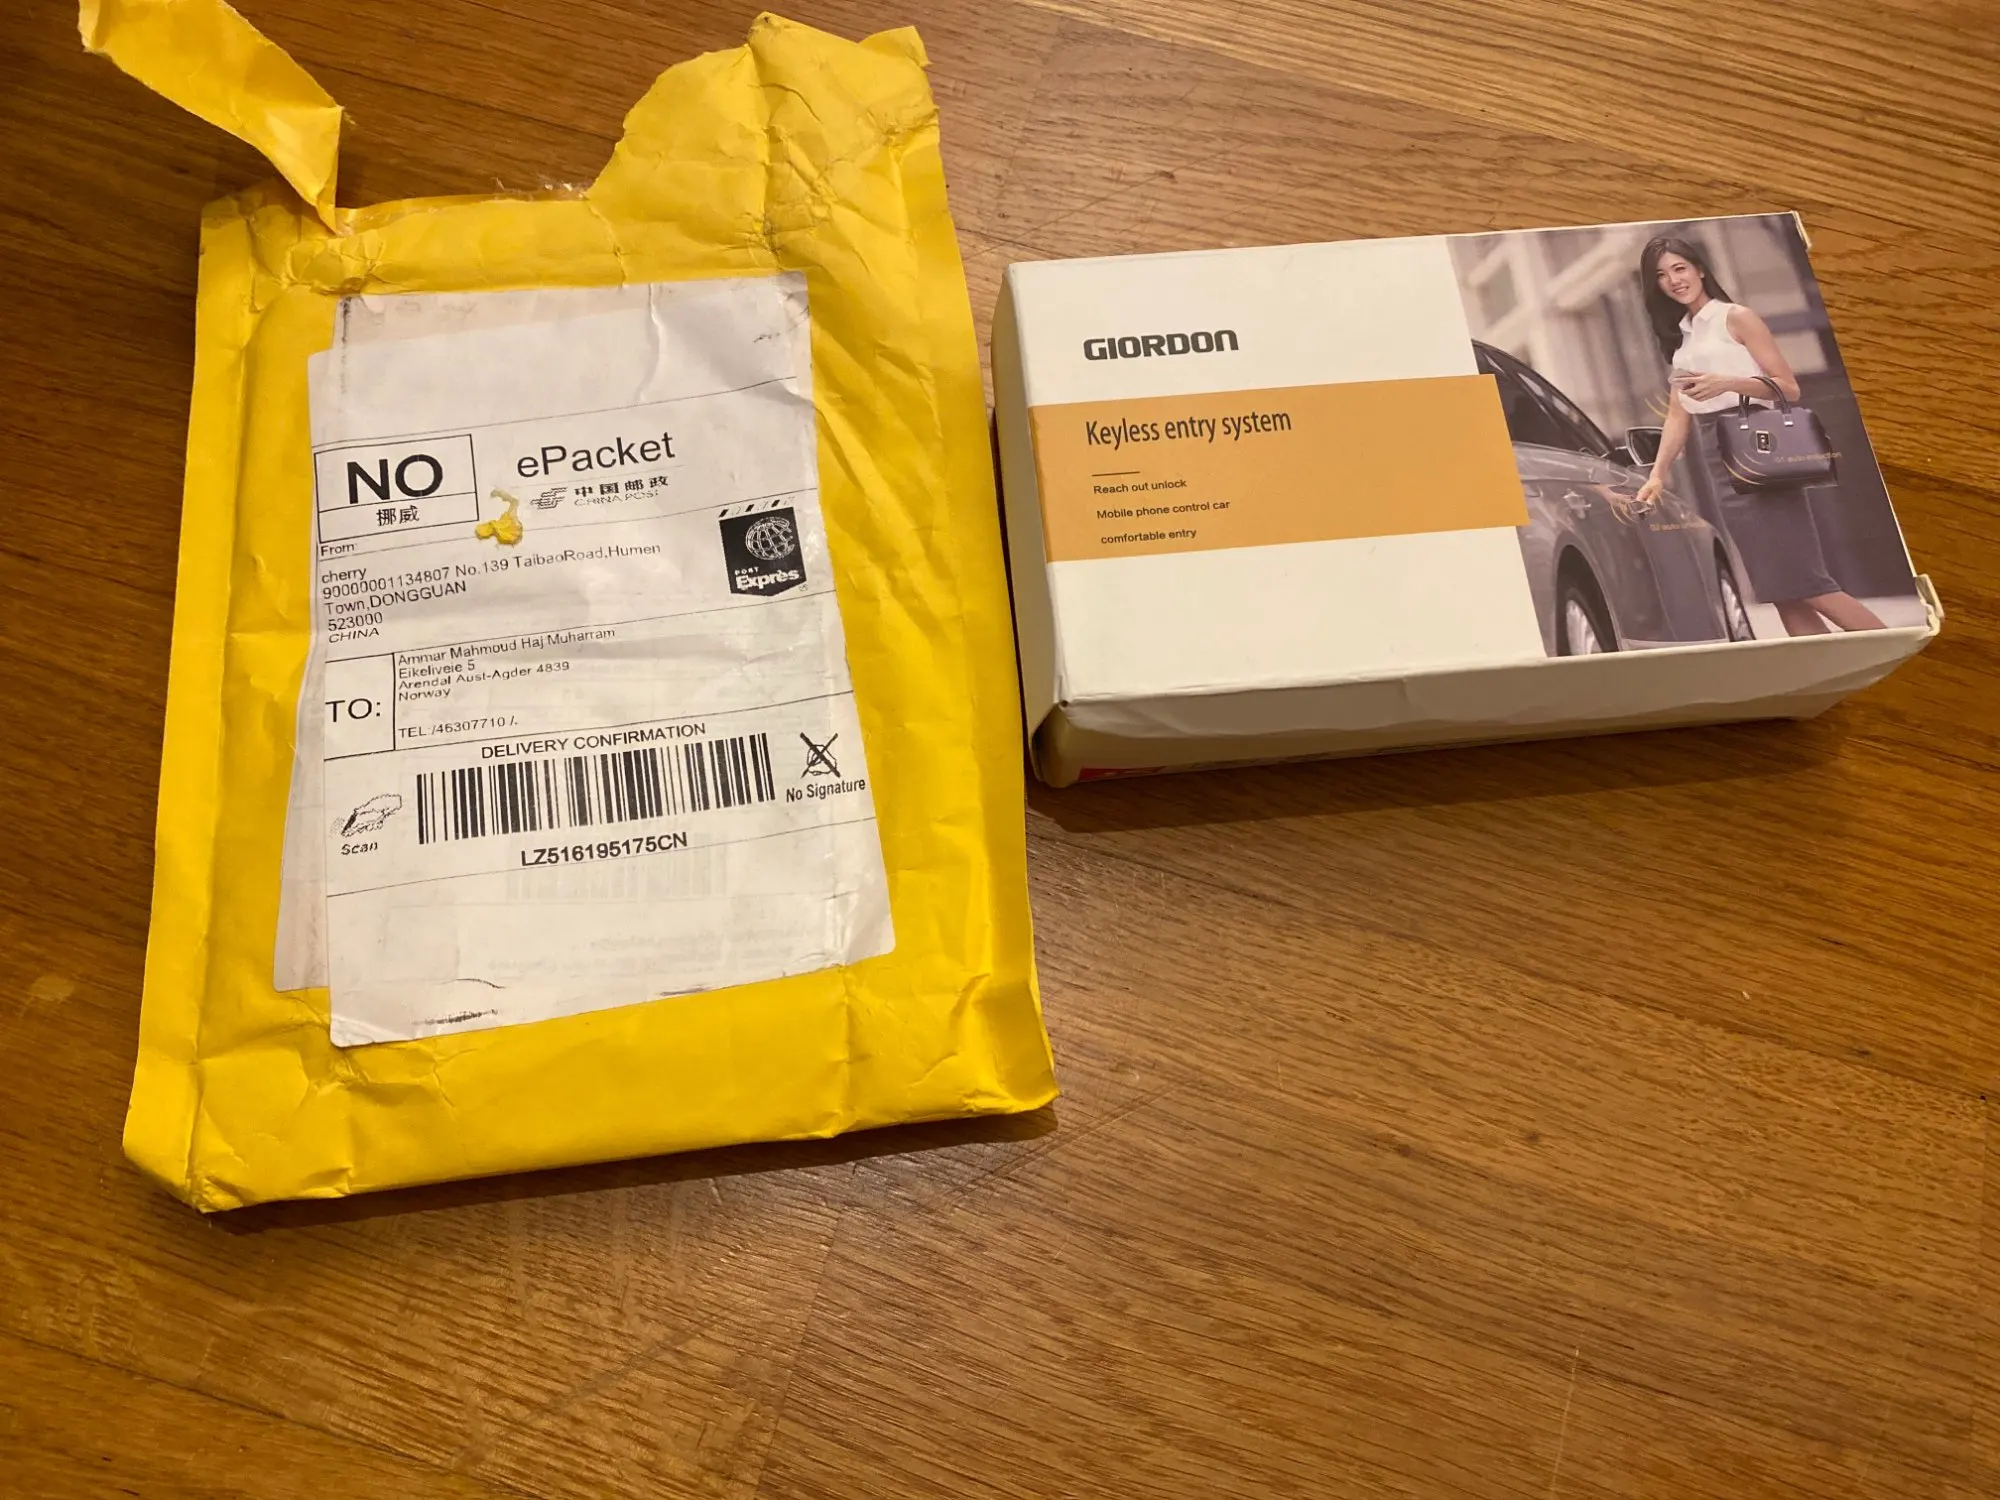 NO
挪威
ePacket
中国邮政
CHINA POST
POST
Exprès
From:
cherry
9000001134807 No.139 TaibaoRoad,Humen
Town,DONGGUAN
523000
CHINA
TO:
Ammar Mahmoud Haj Muharram
Eikeliveie 5
Arendal Aust-Agder 4839
Norway
TEL:/46307710 /.
DELIVERY CONFIRMATION
Scan
No Signature
LZ516195175CN
GIORDON
Keyless entry system
Reach out unlock
Mobile phone control car
comfortable entry